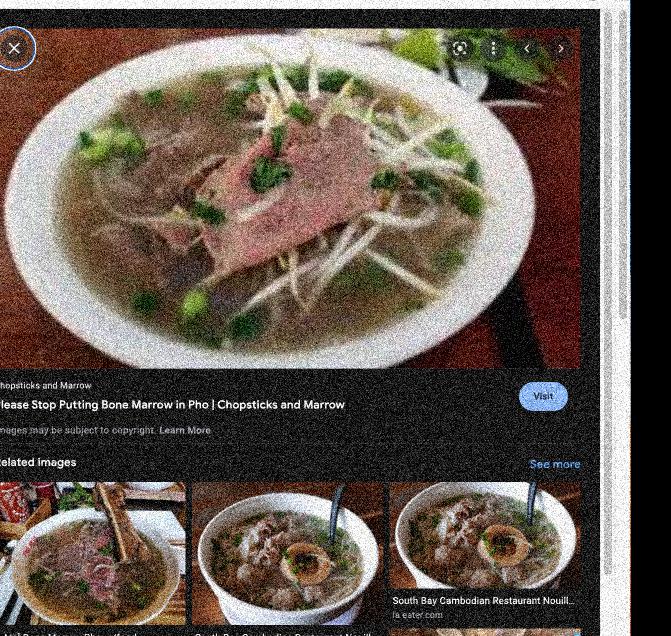 hopsticks and Marrow
lease Stop Putting Bone Marrow in Pho | Chopsticks and Marrow
Visit
mages may be subject to copyright. Learn More
elated images
See more
South Bay Cambodian Restaurant Nouill...
la.eater.com